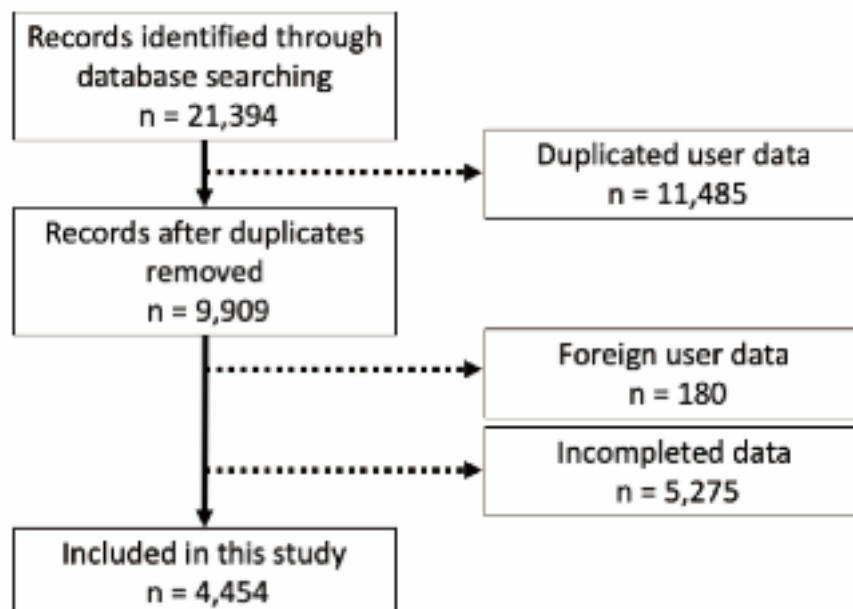 Records identified through
database searching
n = 21,394
Duplicated user data
n = 11,485
Records after duplicates
removed
n = 9,909
Foreign user data
n = 180
Incompleted data
n = 5,275
Included in this study
n = 4,454